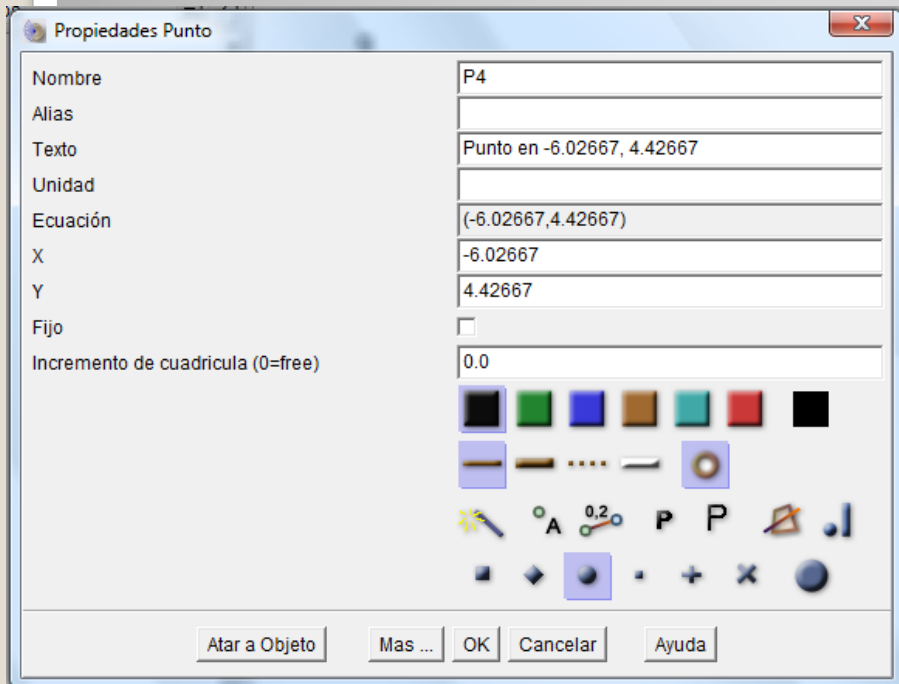 Propiedades Punto
Nombre P4
Alias
Texto Punto en -6.02667, 4.42667
Unidad
Ecuación (-6.02667,4.42667)
X -6.02667
Y 4.42667
Fijo
Incremento de cuadricula (0=free) 0.0
A 0,2 P P
Atar a Objeto Mas ... OK Cancelar Ayuda